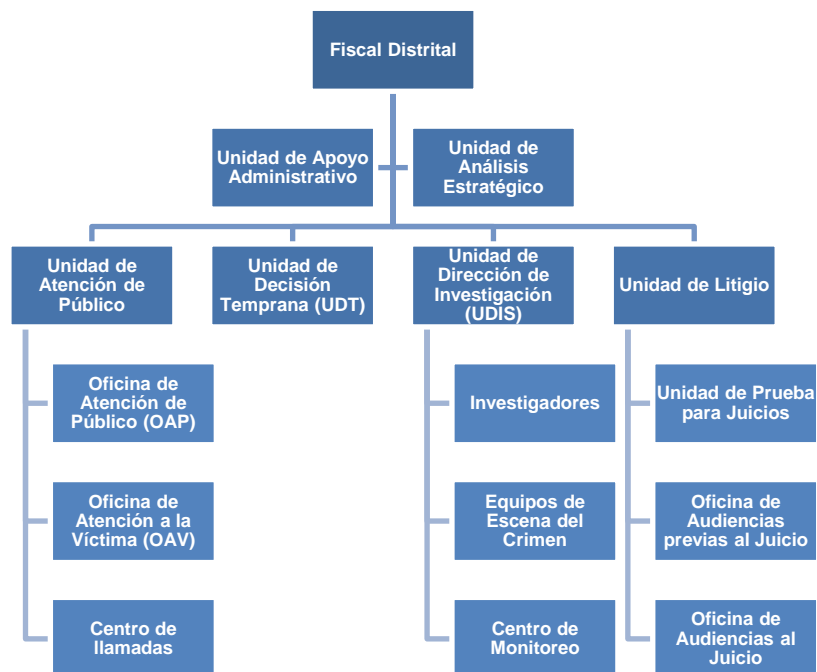 Fiscal Distrital
Unidad de Apoyo
Administrativo
Unidad de
Análisis
Estratégico
Unidad de
Atención de
Público
Unidad de
Decisión
Temprana (UDT)
Unidad de
Dirección de
Investigación
(UDIS)
Unidad de Litigio
Oficina de
Atención de
Público (OAP)
Investigadores
Unidad de Prueba
para Juicios
Oficina de
Atención a la
Víctima (OAV)
Equipos de
Escena del
Crimen
Oficina de
Audiencias
previas al Juicio
Centro de
llamadas
Centro de
Monitoreo
Oficina de
Audiencias al
Juicio